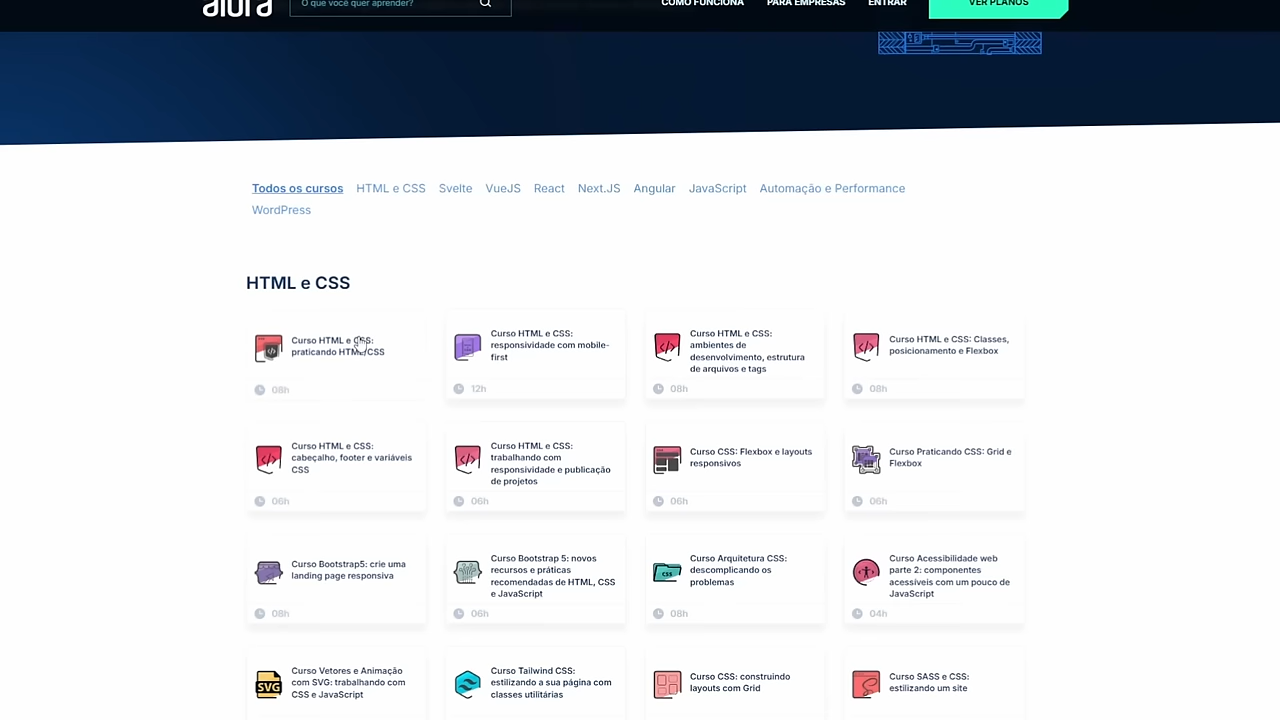 alura
O que você quer aprender?
COMO FUNCIONA
PARA EMPRESAS
ENTRAR
VER PLANOS
Todos os cursos
HTML e CSS
Svelte
VueJS
React
Next.JS
Angular
JavaScript
Automação e Performance
WordPress
HTML e CSS
Curso HTML e CSS:
praticando HTML/CSS
08h
Curso HTML e CSS:
responsividade com mobile-
first
12h
Curso HTML e CSS:
ambientes de
desenvolvimento, estrutura
de arquivos e tags
08h
Curso HTML e CSS: Classes,
posicionamento e Flexbox
08h
Curso HTML e CSS:
cabeçalho, footer e variáveis
CSS
06h
Curso HTML e CSS:
trabalhando com
responsividade e publicação
de projetos
06h
Curso CSS: Flexbox e layouts
responsivos
06h
Curso Praticando CSS: Grid e
Flexbox
06h
Curso Bootstrap5: crie uma
landing page responsiva
08h
Curso Bootstrap 5: novos
recursos e práticas
recomendadas de HTML, CSS
e JavaScript
06h
CSS
Curso Arquitetura CSS:
descomplicando os
problemas
08h
Curso Acessibilidade web
parte 2: componentes
acessíveis com um pouco de
JavaScript
04h
SVG
Curso Vetores e Animação
com SVG: trabalhando com
CSS e JavaScript
Curso Tailwind CSS:
estilizando a sua página com
classes utilitárias
Curso CSS: construindo
layouts com Grid
Curso SASS e CSS:
estilizando um site